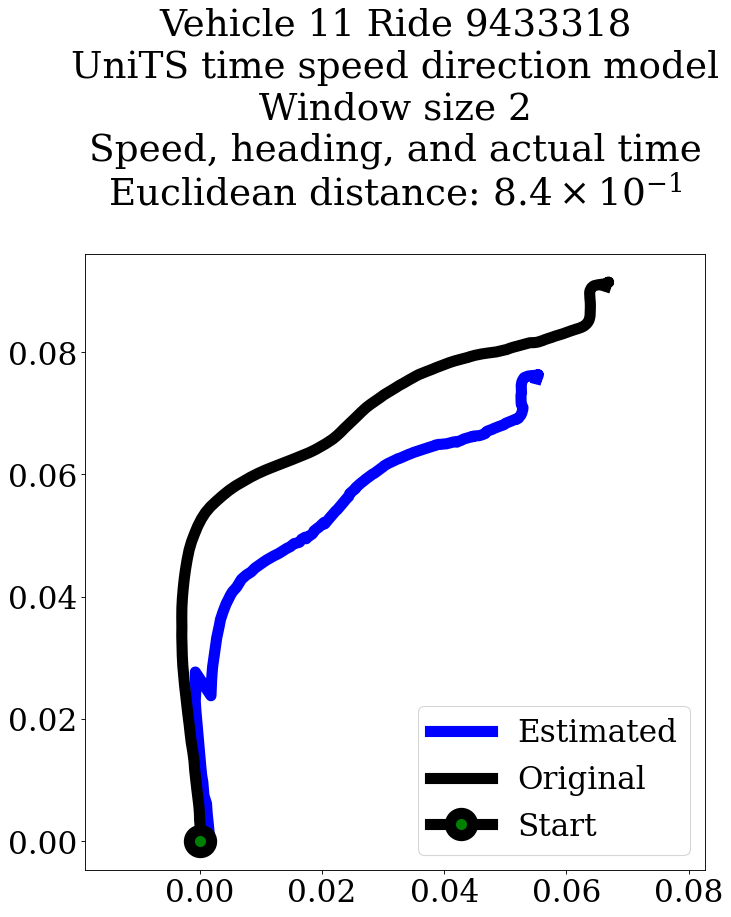 Vehicle 11 Ride 9433318
UniTS time speed direction model
Window size 2
Speed, heading, and actual time
Euclidean distance: $8.4 \times 10^{-1}$
0.08
0.06
0.04
0.02
0.00
Estimated
Original
Start
0.00 0.02 0.04 0.06 0.08